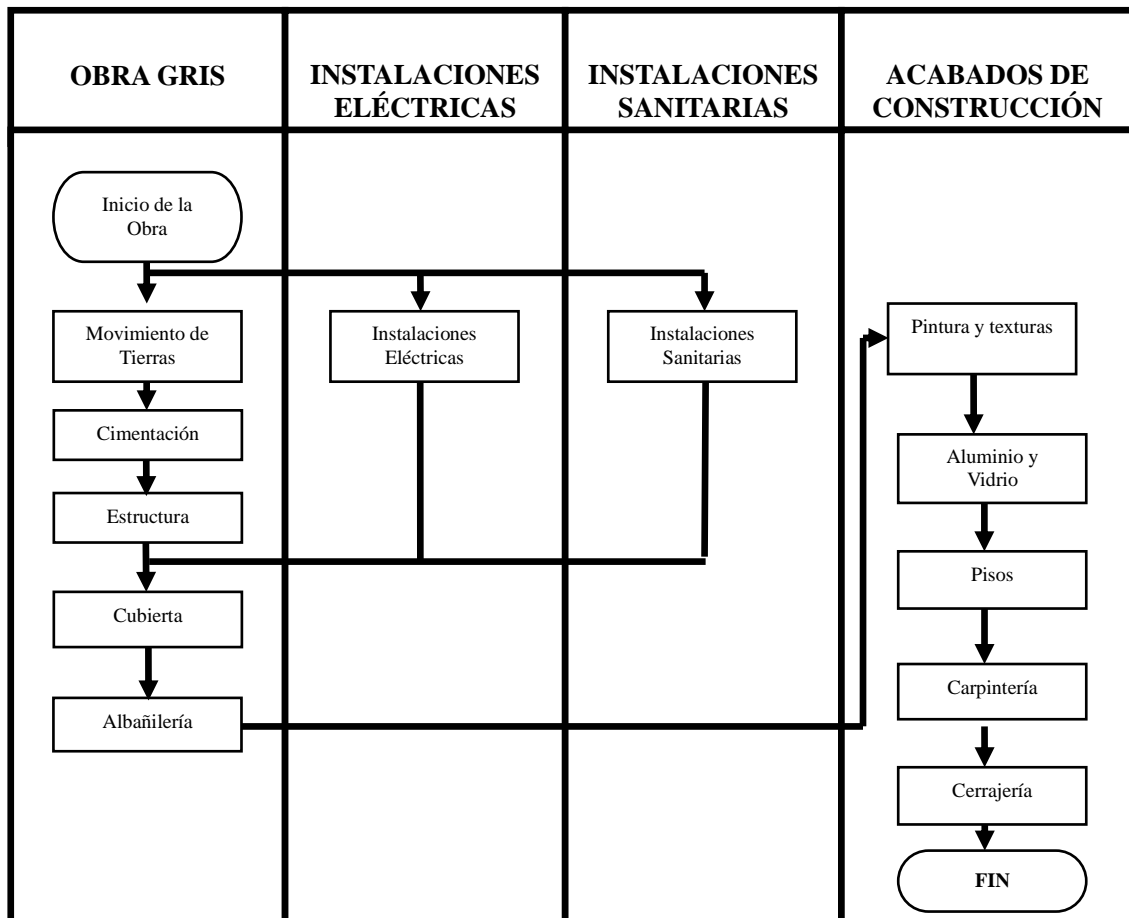 OBRA GRIS
INSTALACIONES
ELÉCTRICAS
INSTALACIONES
SANITARIAS
ACABADOS DE
CONSTRUCCIÓN
Inicio de la
Obra
Movimiento de
Tierras
Cimentación
Estructura
Cubierta
Albañilería
Instalaciones
Eléctricas
Instalaciones
Sanitarias
Pintura y texturas
Aluminio y
Vidrio
Pisos
Carpintería
Cerrajería
FIN